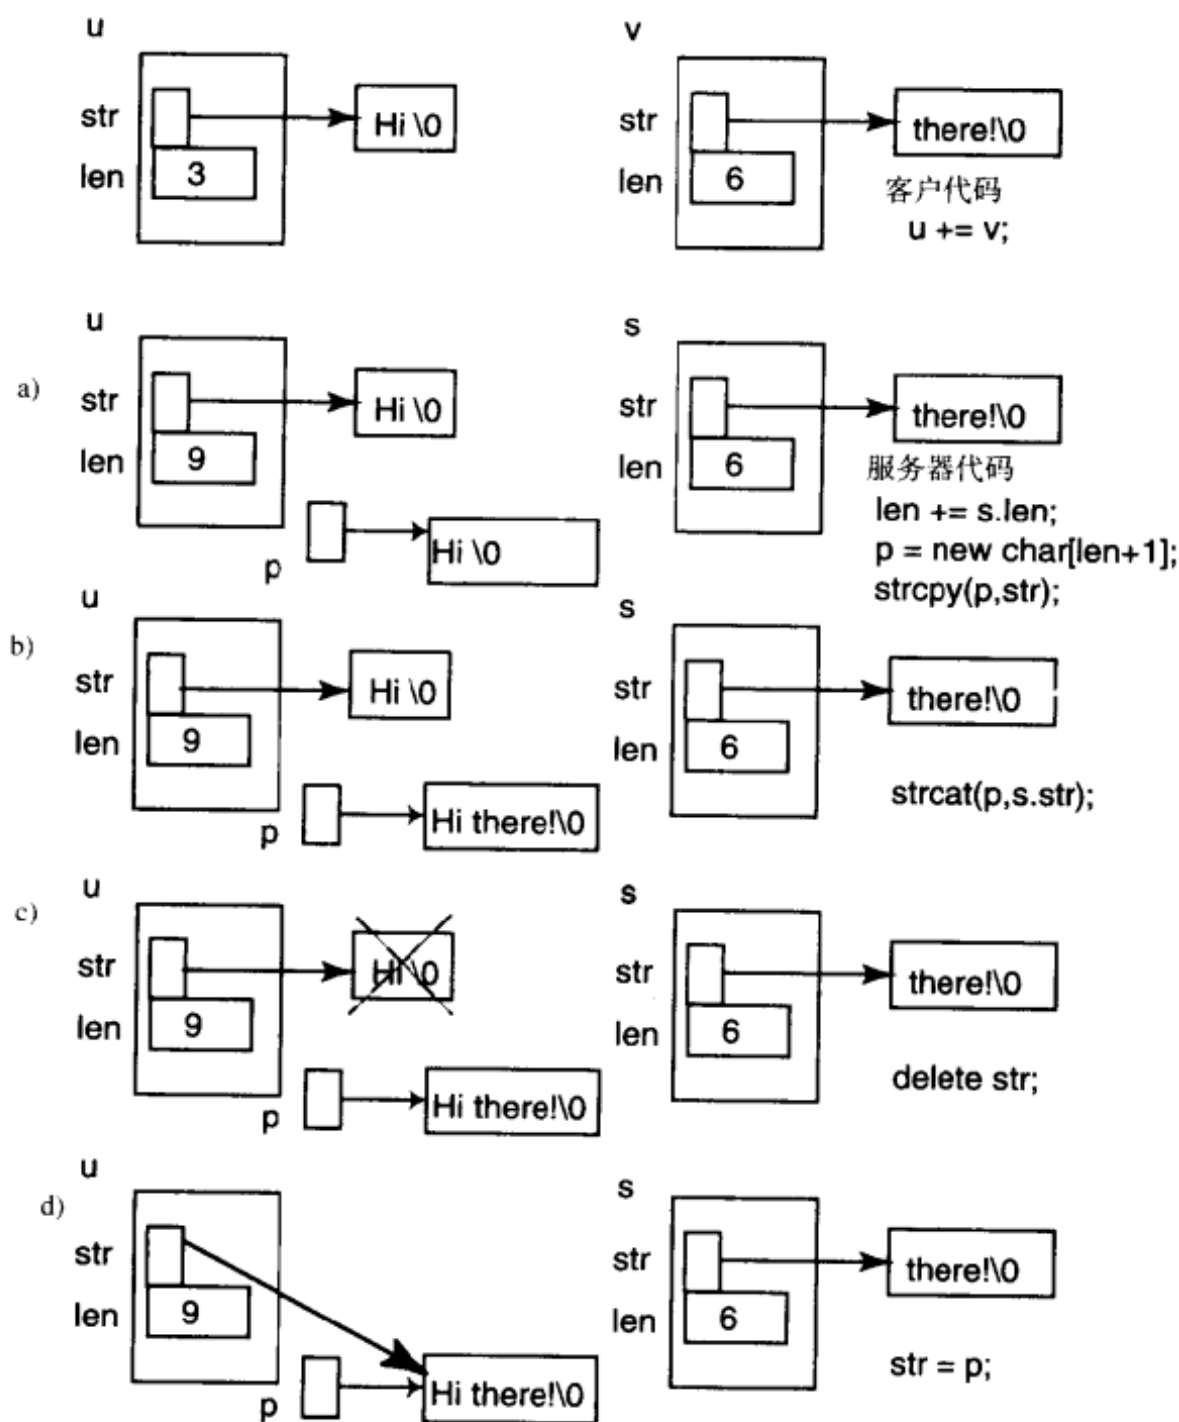 u
v
str
Hi \0
str
there!\0
len
3
len
6
客户代码
u += v;
u
s
a)
str
Hi \0
str
there!\0
len
9
len
6
服务器代码
len += s.len;
p
Hi \0
p = new char[len+1];
strcpy(p,str);
u
s
b)
str
Hi \0
str
there!\0
len
9
len
6
p
Hi there!\0
strcat(p,s.str);
u
s
c)
str
Hi \0
str
there!\0
len
9
len
6
p
Hi there!\0
delete str;
u
s
d)
str
str
there!\0
len
9
len
6
p
Hi there!\0
str = p;